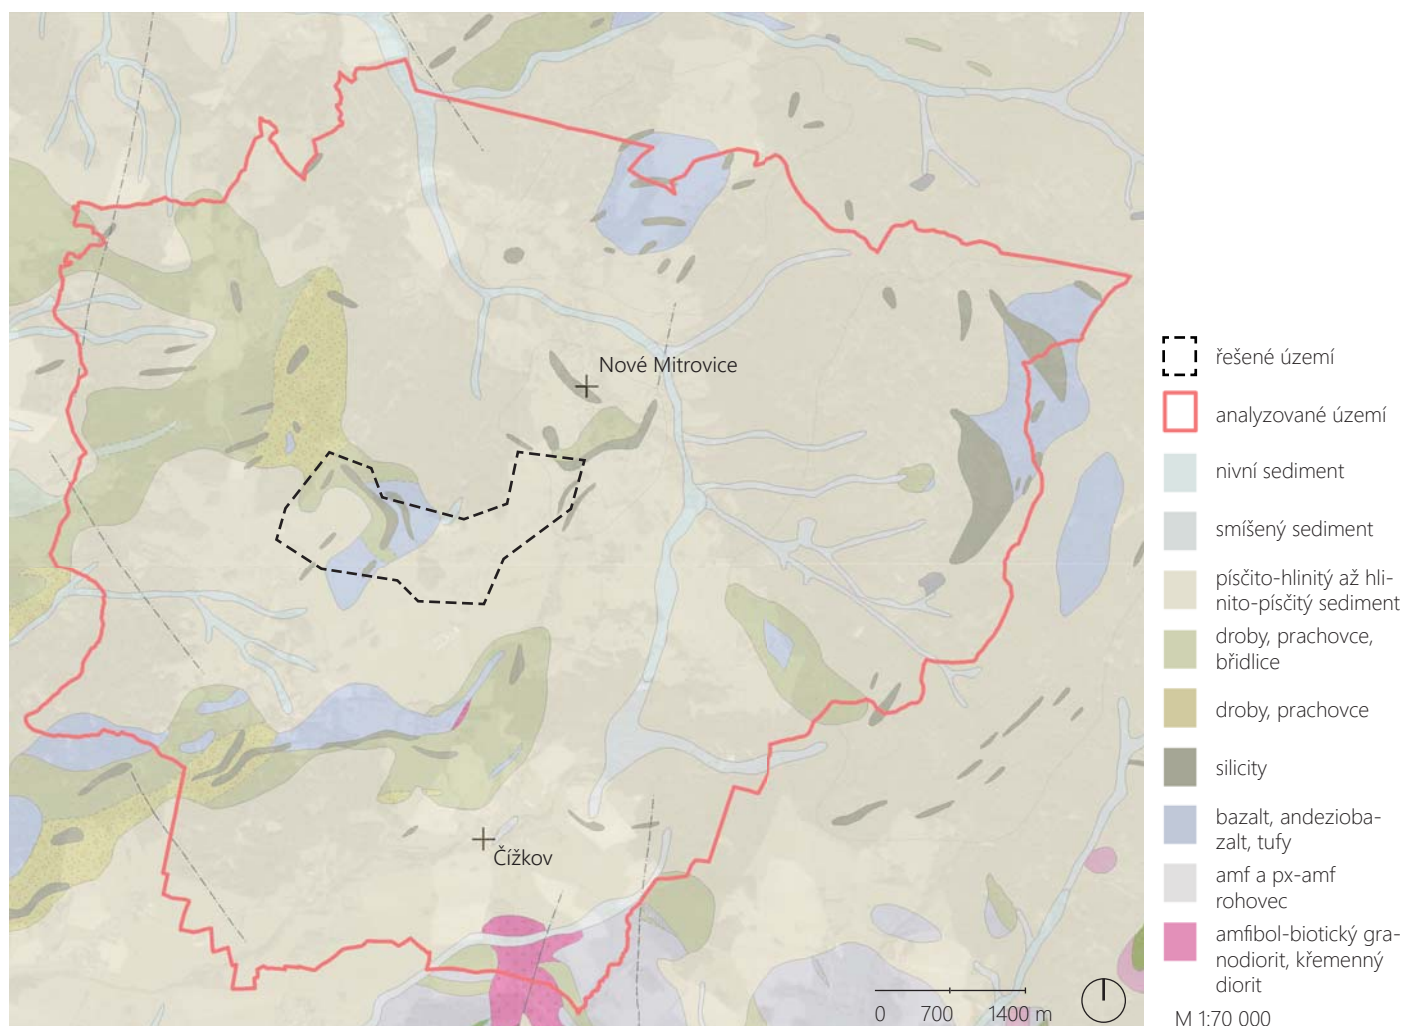 Nové Mitrovice
Čížkov
0 700 1400 m
řešené území
analyzované území
nivní sediment
smíšený sediment
písčito-hlinitý až hli-
nito-písčitý sediment
droby, prachovce,
břidlice
droby, prachovce
silicity
bazalt, andezioba-
zalt, tufy
amf a px-amf
rohovec
amfibol-biotický gra-
nodiorit, křemenný
diorit
M 1:70 000